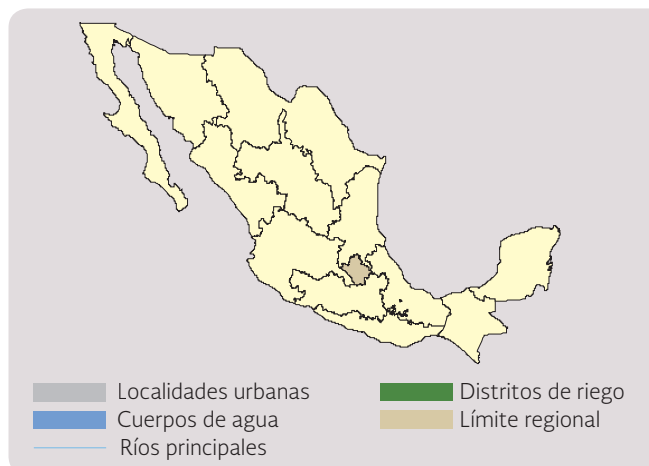 Localidades urbanas
Distritos de riego
Cuerpos de agua
Límite regional
Ríos principales